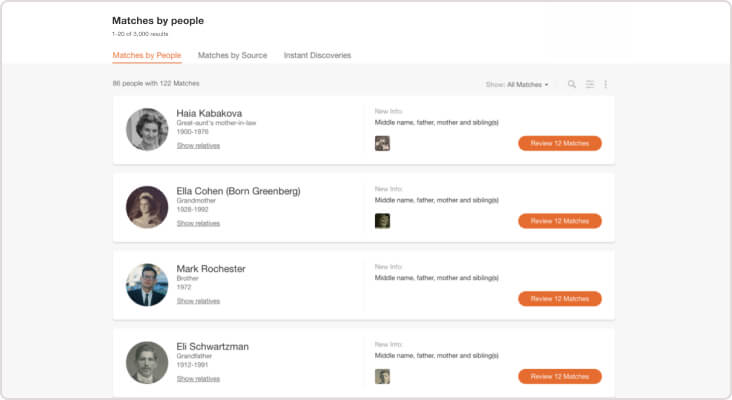 Matches by people
1-20 of 3,000 results
Matches by People Matches by Source Instant Discoveries
86 people with 122 Matches
Show: All Matches
Haia Kabakova
Great-aunt's mother-in-law
1900-1976
Show relatives
New Info:
Middle name, father, mother and sibling(s)
Review 12 Matches
Ella Cohen (Born Greenberg)
Grandmother
1928-1992
Show relatives
New Info:
Middle name, father, mother and sibling(s)
Review 12 Matches
Mark Rochester
Brother
1972
Show relatives
New Info:
Middle name, father, mother and sibling(s)
Review 12 Matches
Eli Schwartzman
Grandfather
1912-1991
Show relatives
New Info:
Middle name, father, mother and sibling(s)
Review 12 Matches